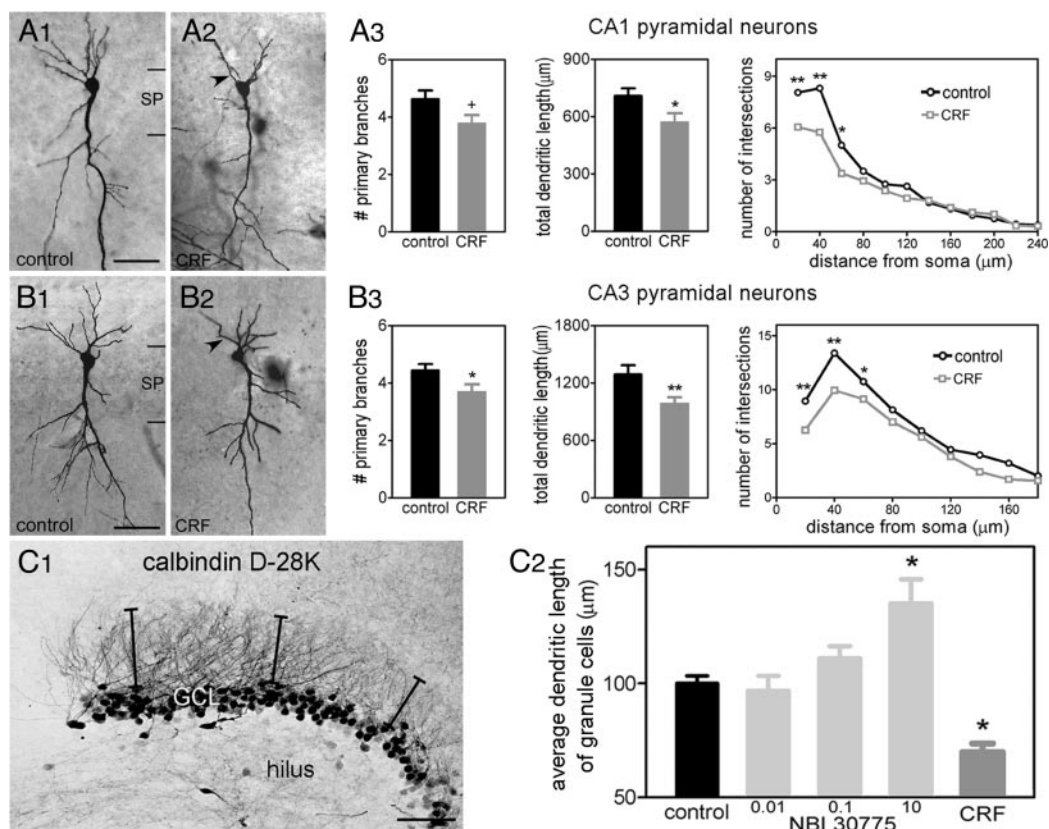 A1
SP
control
A2
CRF
A3
CA1 pyramidal neurons
# primary branches
6
4
2
0
control CRF
+
total dendritic length(μm)
900
600
300
0
control CRF
*
number of intersections
9
6
3
0
** **
*
control
CRF
0 40 80 120 160 200 240
distance from soma (μm)
B1
SP
control
B2
CRF
B3
CA3 pyramidal neurons
# primary branches
6
4
2
0
control CRF
*
total dendritic length(μm)
1800
1200
600
0
control CRF
**
number of intersections
15
10
5
0
**
**
*
control
CRF
0 40 80 120 160
distance from soma (μm)
C1
calbindin D-28K
GCL
hilus
C2
average dendritic length
of granule cells (μm)
150
100
50
*
*
control
0.01 0.1 10
NBI 30775
CRF